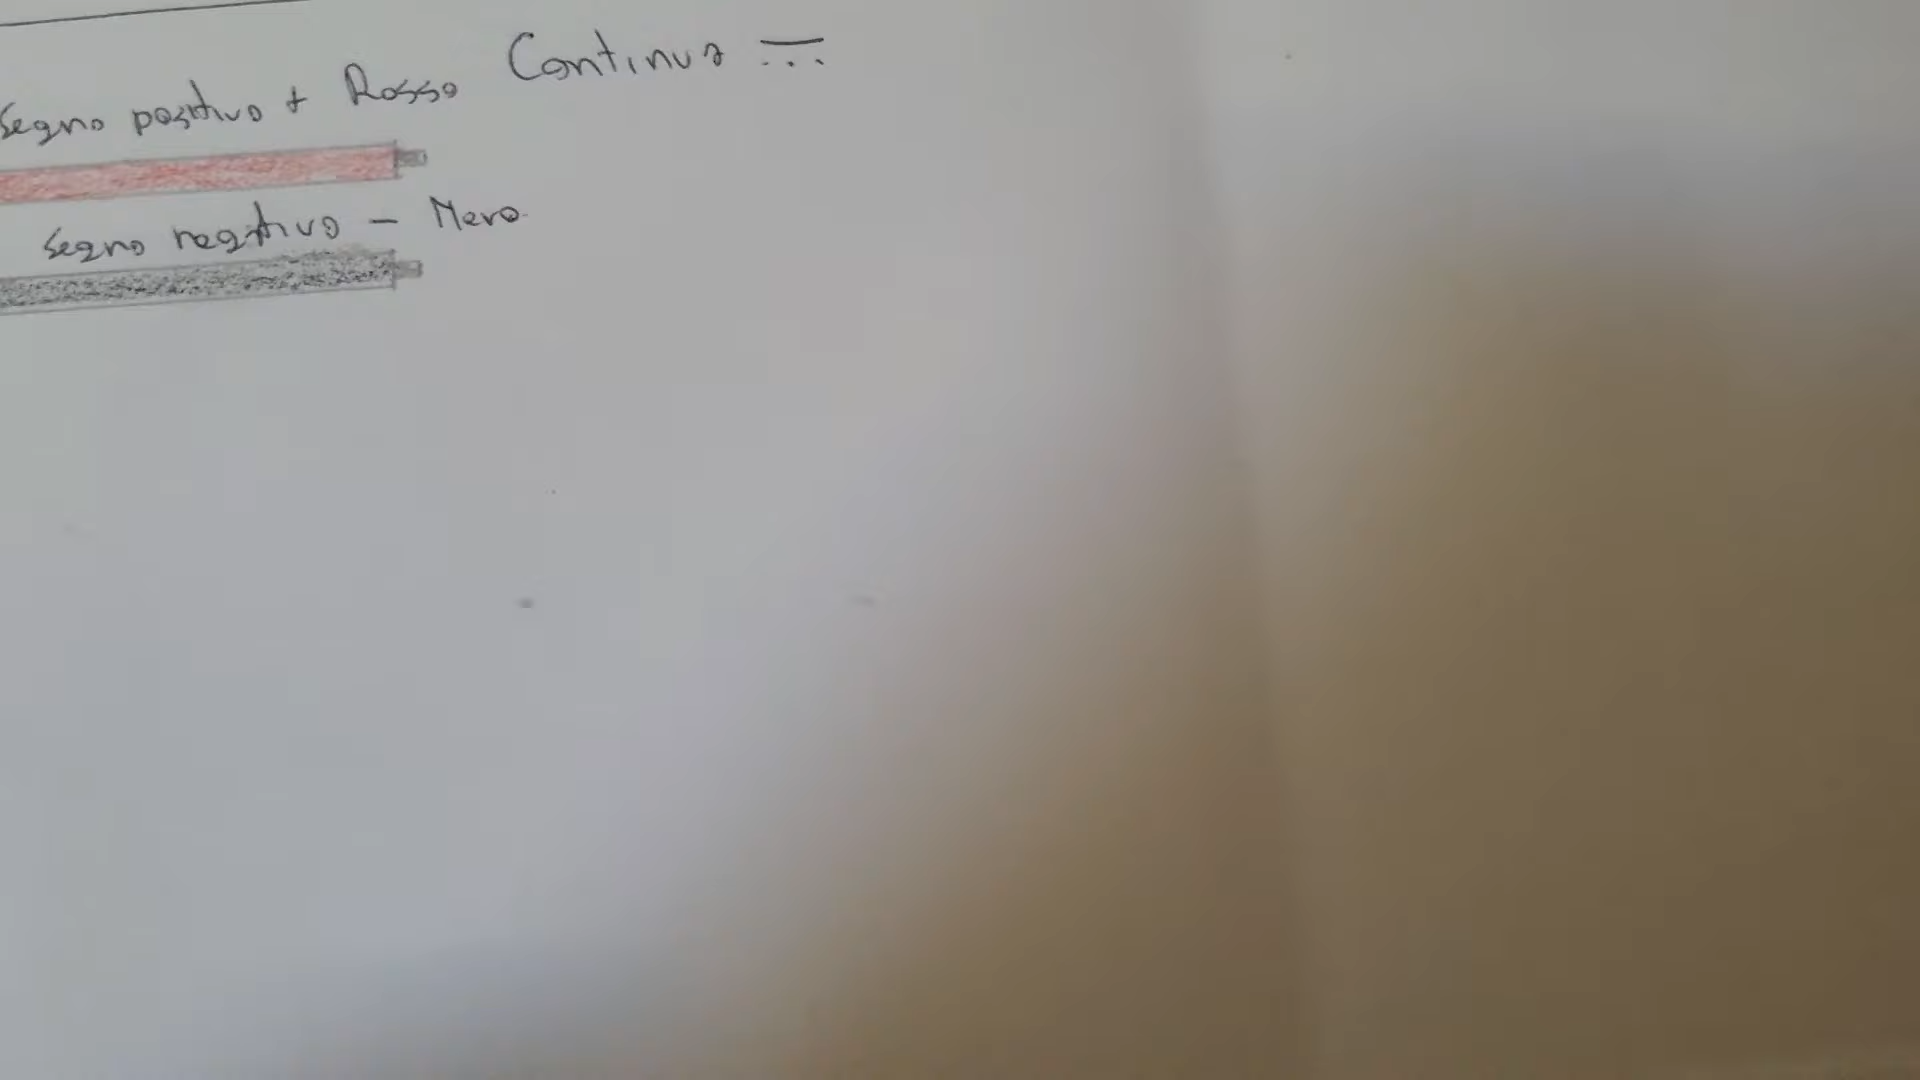 Continua ⎓
Segno positivo + Rosso
Segno negativo - Nero